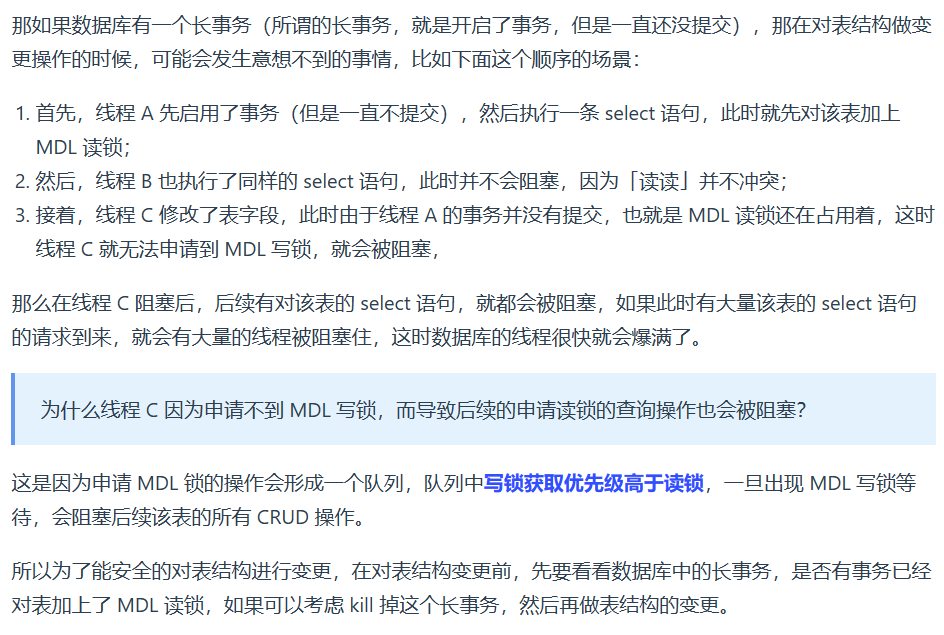 那如果数据库有一个长事务（所谓的长事务，就是开启了事务，但是一直还没提交），那在对表结构做变
更操作的时候，可能会发生意想不到的事情，比如下面这个顺序的场景：
1. 首先，线程 A 先启用了事务（但是一直不提交），然后执行一条 select 语句，此时就先对该表加上
MDL 读锁；
2. 然后，线程 B 也执行了同样的 select 语句，此时并不会阻塞，因为「读读」并不冲突；
3. 接着，线程 C 修改了表字段，此时由于线程 A 的事务并没有提交，也就是 MDL 读锁还在占用着，这时
线程 C 就无法申请到 MDL 写锁，就会被阻塞，
那么在线程 C 阻塞后，后续有对该表的 select 语句，就都会被阻塞，如果此时有大量该表的 select 语句
的请求到来，就会有大量的线程被阻塞住，这时数据库的线程很快就会爆满了。
为什么线程 C 因为申请不到 MDL 写锁，而导致后续的申请读锁的查询操作也会被阻塞？
这是因为申请 MDL 锁的操作会形成一个队列，队列中写锁获取优先级高于读锁，一旦出现 MDL 写锁等
待，会阻塞后续该表的所有 CRUD 操作。
所以为了能安全的对表结构进行变更，在对表结构变更前，先要看看数据库中的长事务，是否有事务已经
对表加上了 MDL 读锁，如果可以考虑 kill 掉这个长事务，然后再做表结构的变更。